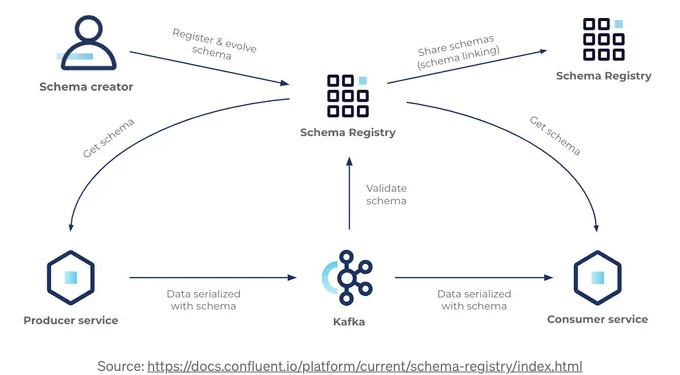 Register & evolve
schema
Share schemas
(schema linking)
Schema creator
Schema Registry
Schema Registry
Get schema
Get schema
Validate
schema
Data serialized
with schema
Data serialized
with schema
Producer service
Kafka
Consumer service
Source: https://docs.confluent.io/platform/current/schema-registry/index.html